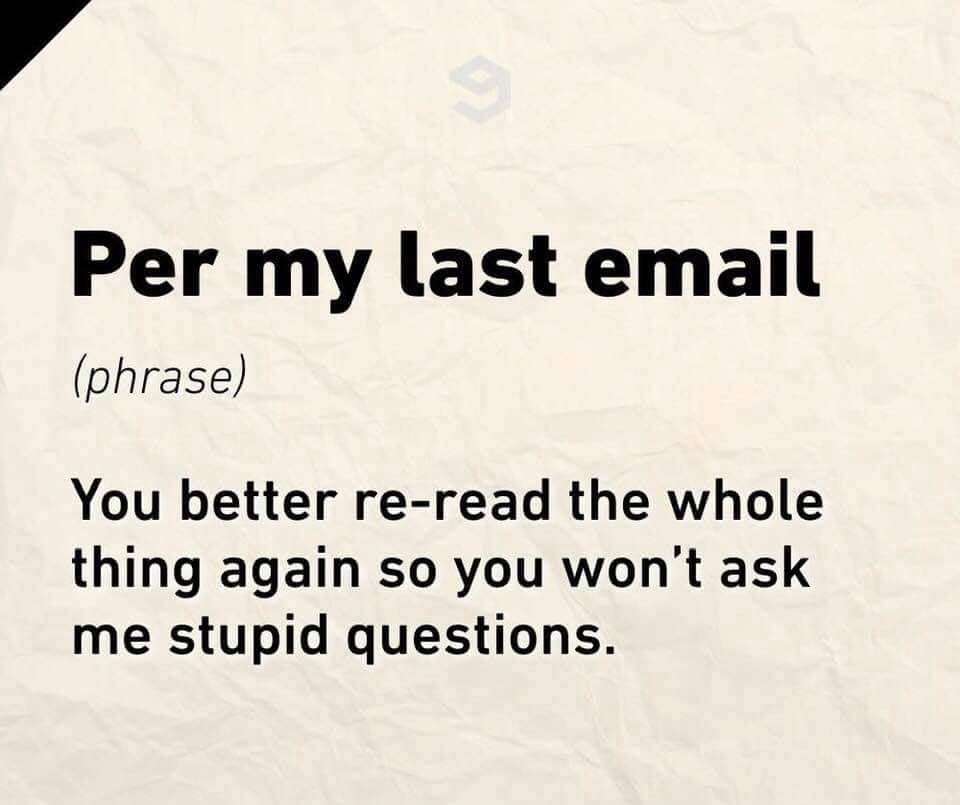 Per my last email
(phrase)
You better re-read the whole
thing again so you won't ask
me stupid questions.